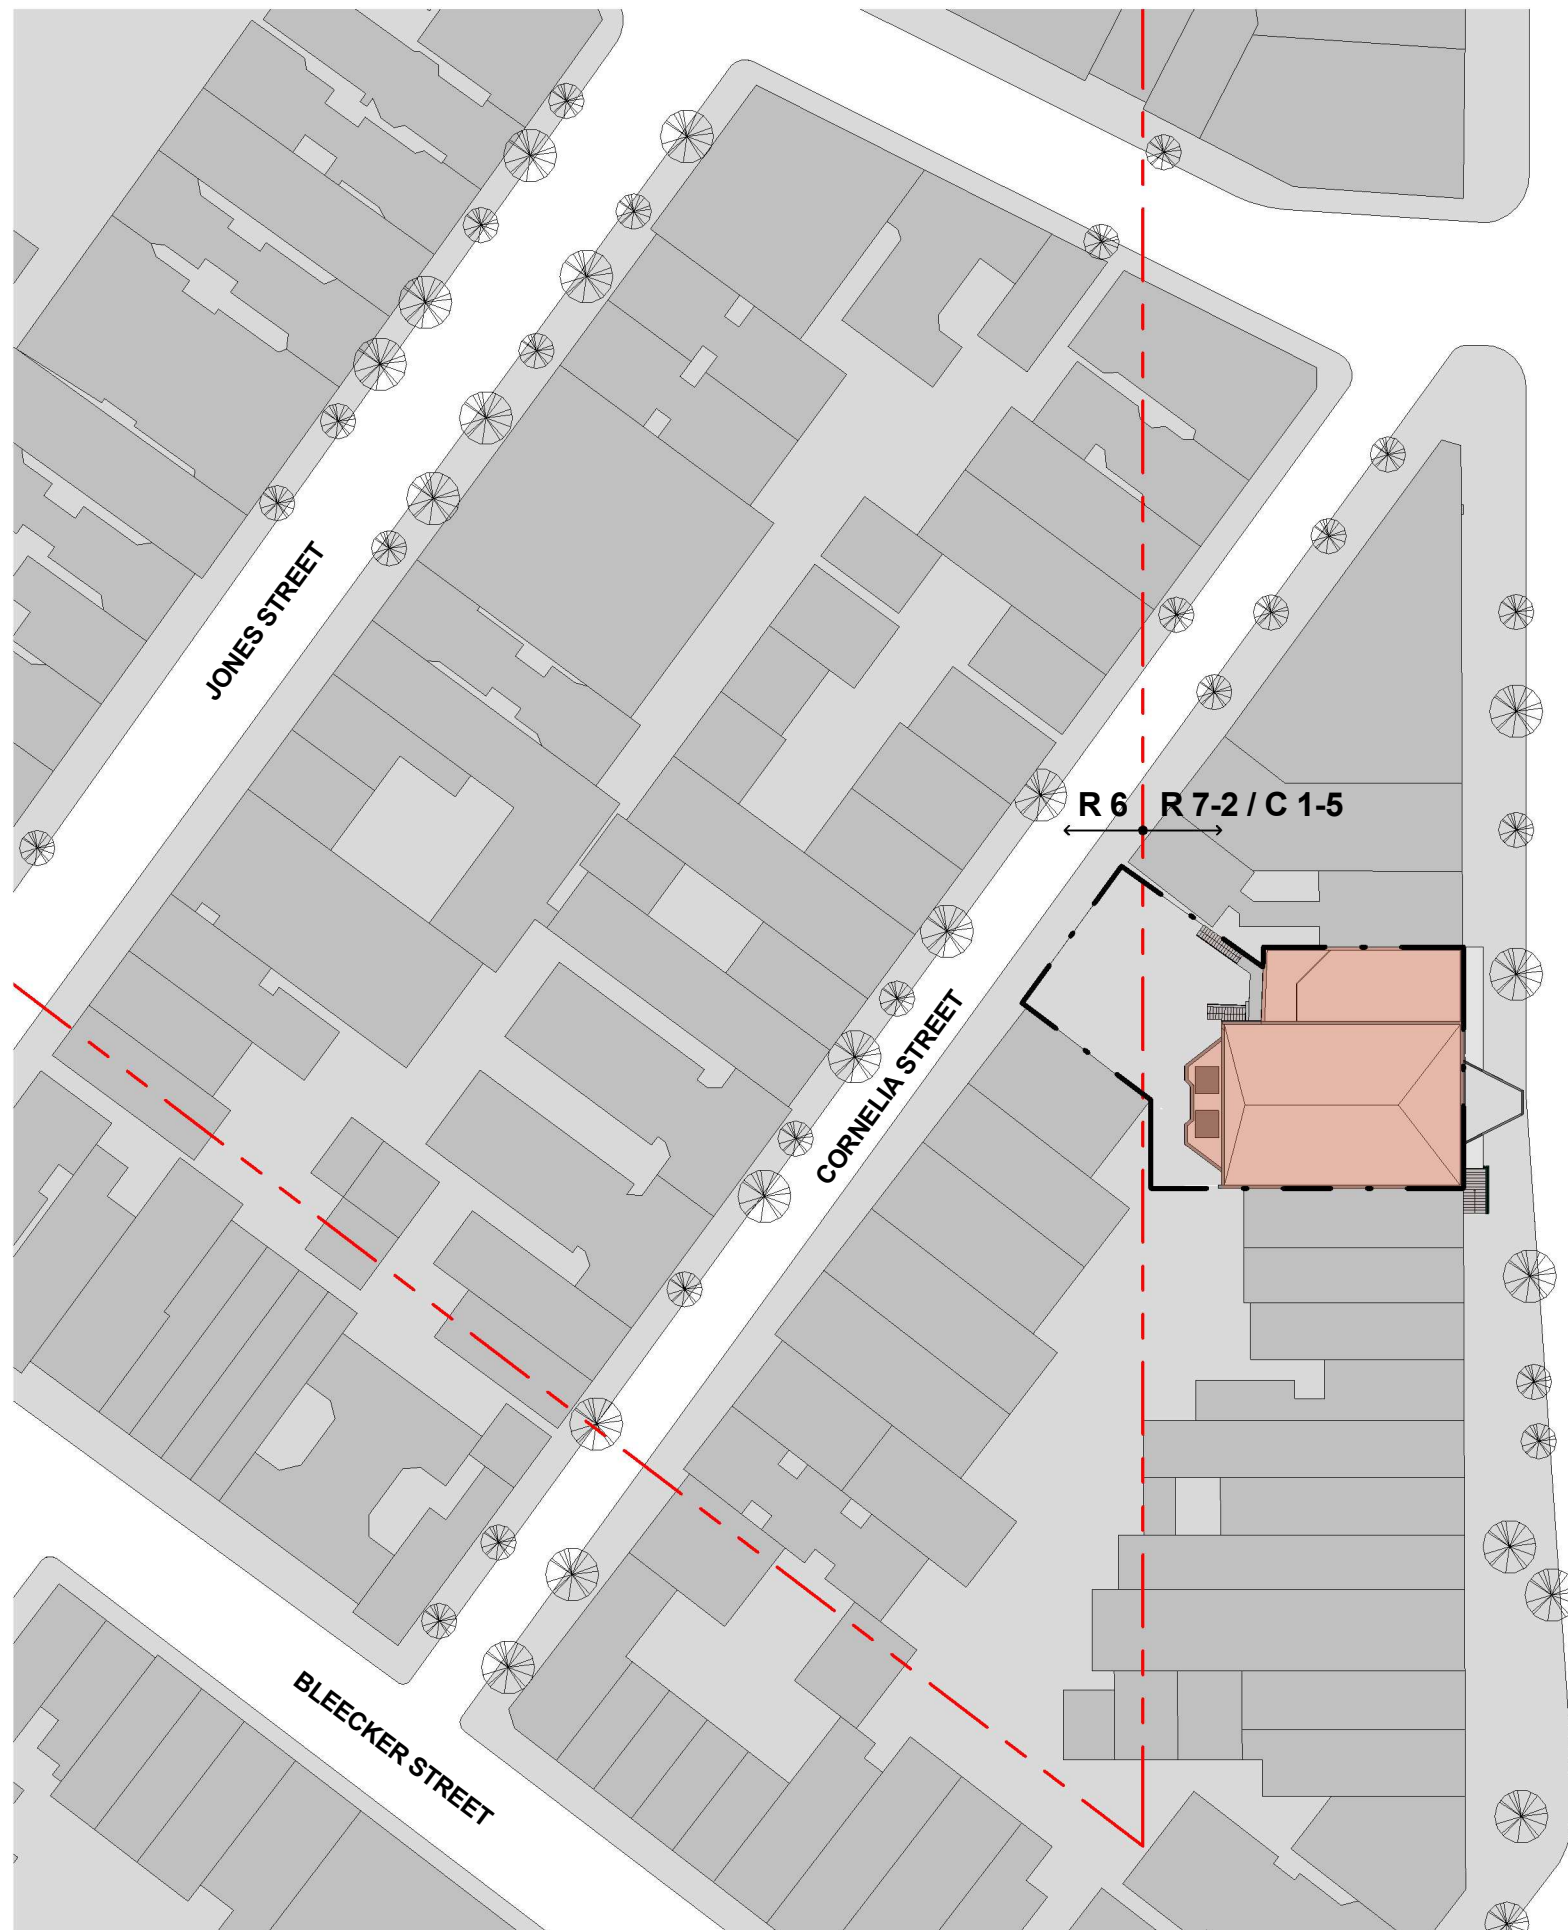 JONES STREET
R 6
R 7-2 / C 1-5
CORNELIA STREET
BLEECKER STREET